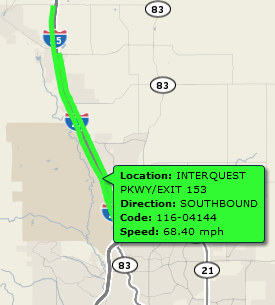 83
25
83
Location: INTERQUEST
PKWY/EXIT 153
Direction: SOUTHBOUND
Code: 116-04144
Speed: 68.40 mph
83
21